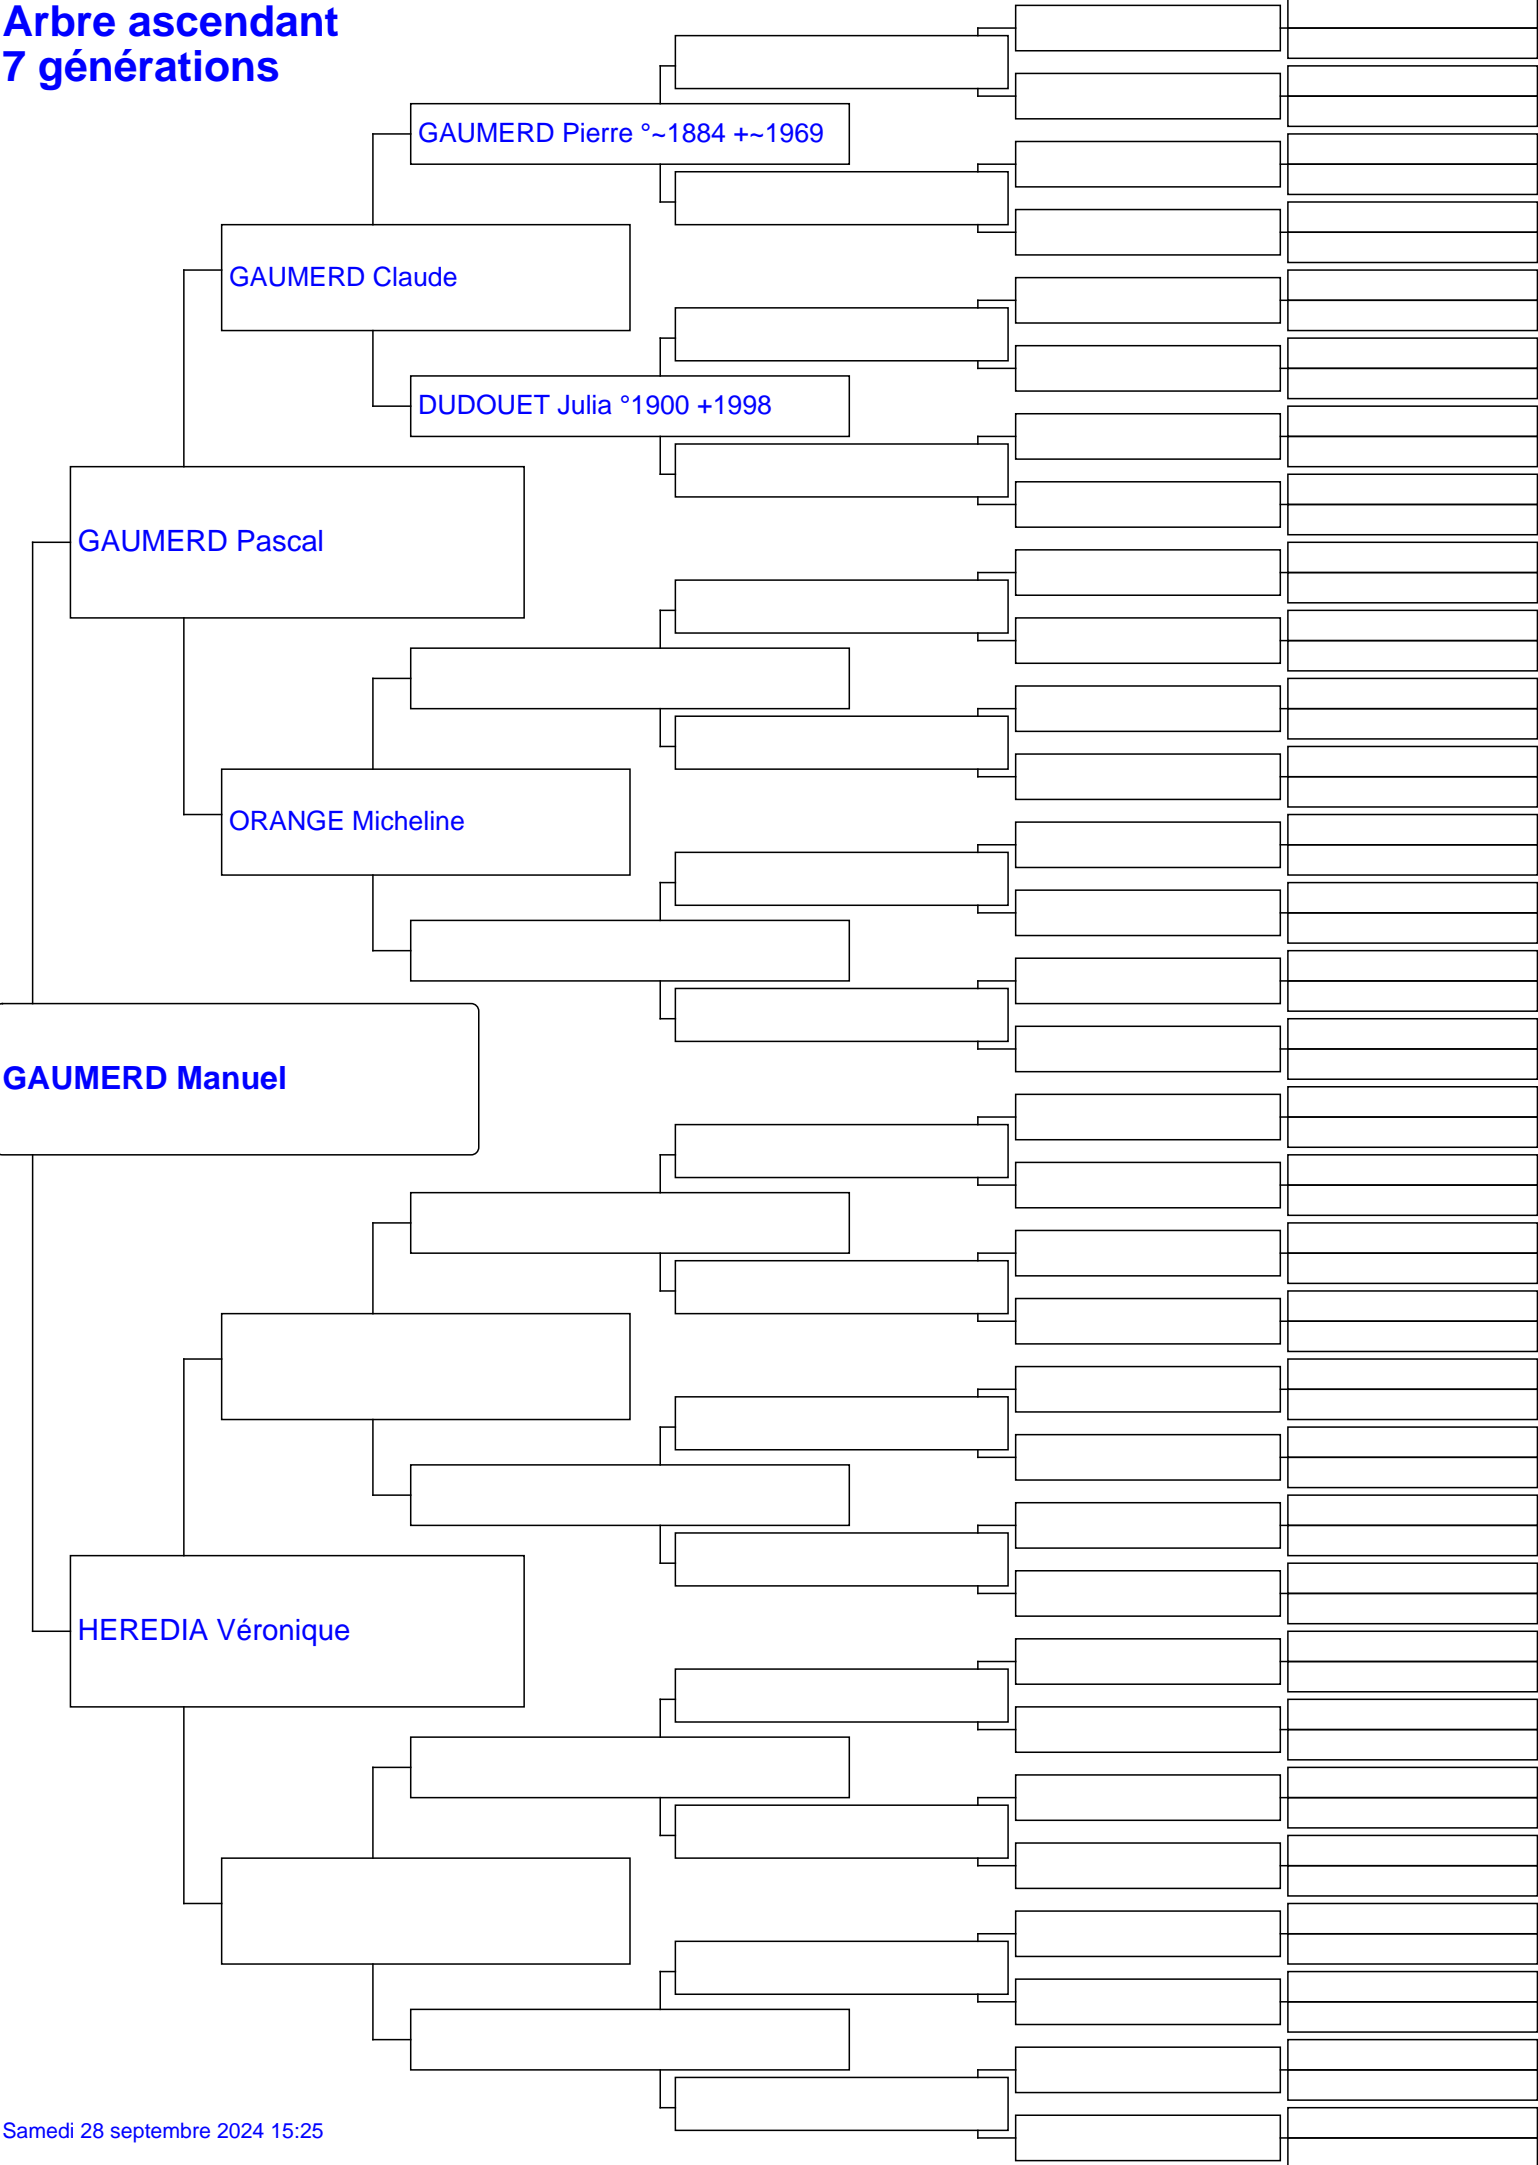 Arbre ascendant
7 générations
GAUMERD Pierre °~1884 +~1969
GAUMERD Claude
DUDOUET Julia °1900 +1998
GAUMERD Pascal
ORANGE Micheline
GAUMERD Manuel
HEREDIA Véronique
Samedi 28 septembre 2024 15:25